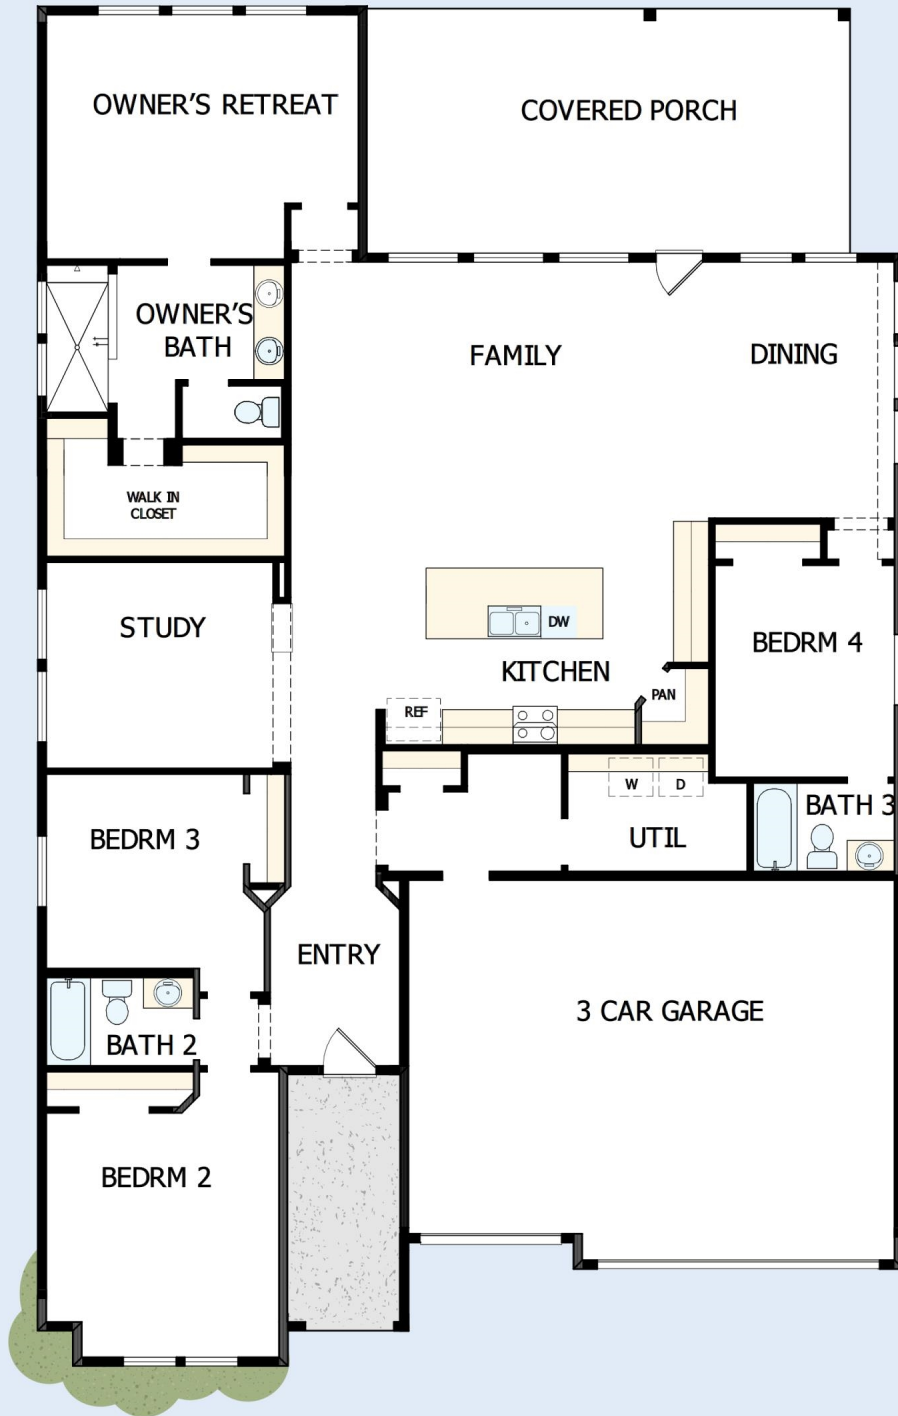 OWNER'S RETREAT
COVERED PORCH
OWNER'S
BATH
FAMILY
DINING
WALK IN
CLOSET
STUDY
DW
BEDRM 4
KITCHEN
PAN
REF
W
D
BEDRM 3
UTIL
BATH 3
ENTRY
3 CAR GARAGE
BATH 2
BEDRM 2